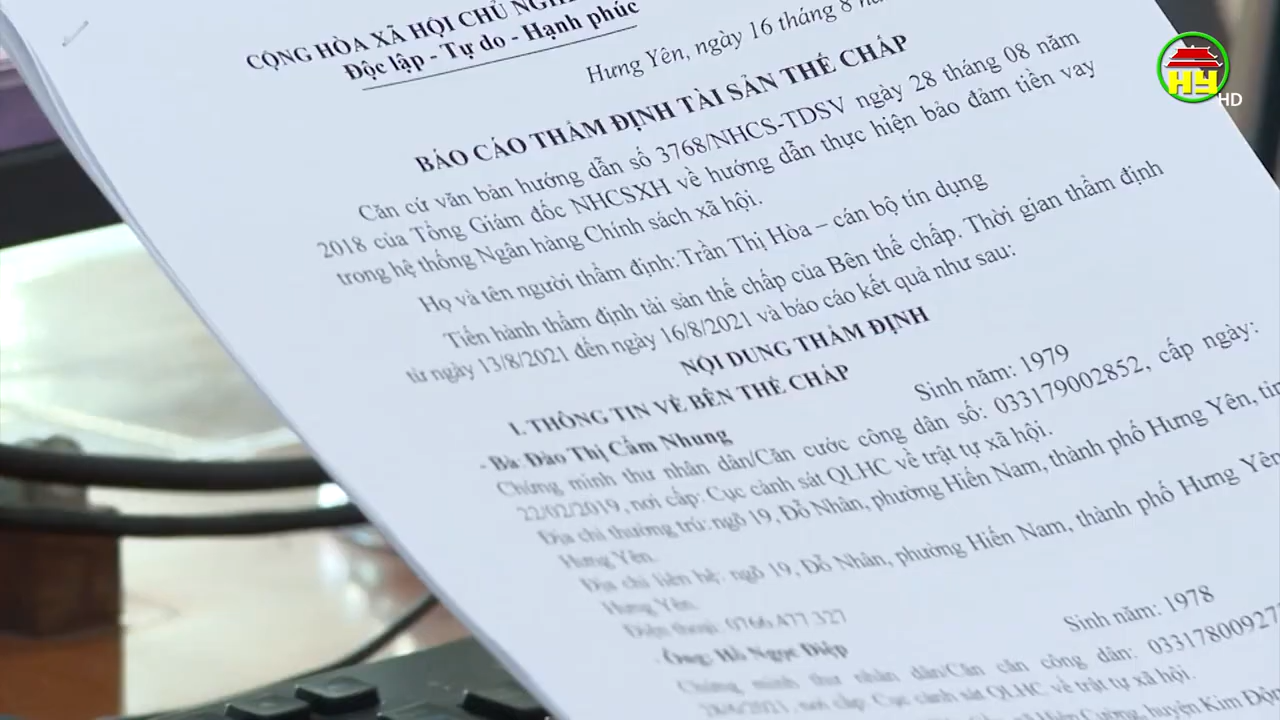 CỘNG HÒA XÃ HỘI CHỦ
Độc lập - Tự do - Hạnh phúc
Hưng Yên, ngày 16 tháng 8
BÁO CÁO THẨM ĐỊNH TÀI SẢN THẾ CHẤP
Căn cứ văn bản hướng dẫn số 3768/NHCS-TDSV ngày 28 tháng 08 năm
2018 của Tổng Giám đốc NHCSXH về hướng dẫn thực hiện bảo đảm tiền vay
trong hệ thống Ngân hàng Chính sách xã hội.
Họ và tên người thẩm định: Trần Thị Hòa – cán bộ tín dụng
Tiến hành thẩm định tài sản thế chấp của Bên thế chấp. Thời gian thẩm định
từ ngày 13/8/2021 đến ngày 16/8/2021 và báo cáo kết quả như sau:
NỘI DUNG THẨM ĐỊNH
I. THÔNG TIN VỀ BÊN THẾ CHẤP
- Bà: Đào Thị Cẩm Nhung Sinh năm: 1979
Chứng minh thư nhân dân/Căn cước công dân số: 033179002852, cấp ngày:
22/02/2019, nơi cấp: Cục cảnh sát QLHC về trật tự xã hội.
Địa chỉ thường trú: ngõ 19, Đỗ Nhân, phường Hiến Nam, thành phố Hưng Yên,
Hưng Yên.
Địa chỉ liên hệ: ngõ 19, Đỗ Nhân, phường Hiến Nam, thành phố Hưng Yên
Hưng Yên.
Điện thoại: 0766.477.327
- Ông: Hồ Ngọc Điệp Sinh năm: 1978
Chứng minh thư nhân dân/Căn cân công dân: 03317800927
28/6/2021, nơi cấp: Cục cảnh sát QLHC về trật tự xã hội.
huyện Kim Động
HY
HD